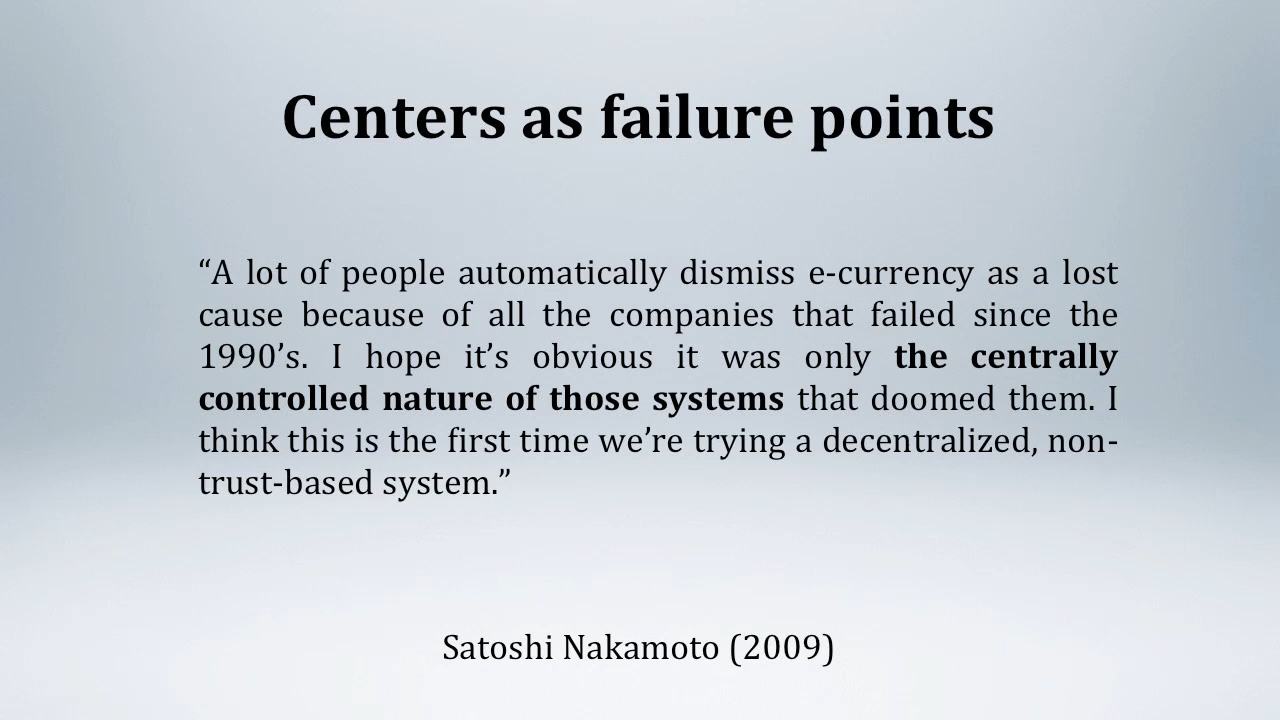 Centers as failure points
“A lot of people automatically dismiss e-currency as a lost
cause because of all the companies that failed since the
1990’s. I hope it’s obvious it was only the centrally
controlled nature of those systems that doomed them. I
think this is the first time we’re trying a decentralized, non-
trust-based system.”
Satoshi Nakamoto (2009)